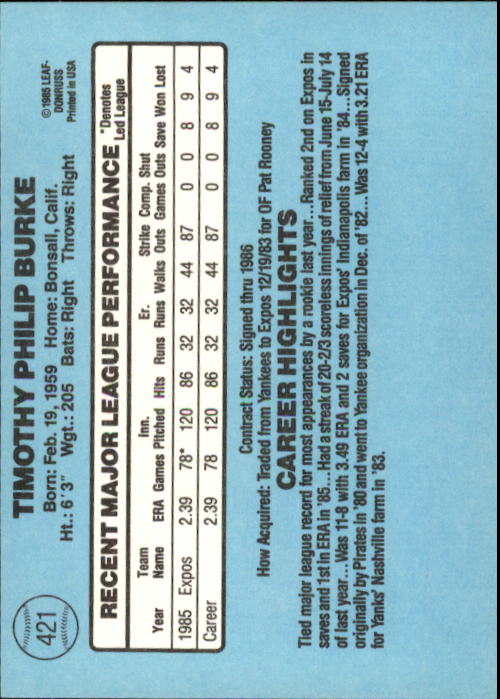 421
TIMOTHY PHILIP BURKE
Born: Feb. 19, 1959 Home: Bonsall, Calif.
Ht.: 6'3" Wgt.: 205 Bats: Right Throws: Right
© 1985 LEAF-
DONRUSS
Printed in USA
RECENT MAJOR LEAGUE PERFORMANCE
*Denotes
Led League
Team Inn. Er. Strike Comp. Shut
Year Name ERA Games Pitched Hits Runs Runs Walks Outs Games Outs Save Won Lost
1985 Expos 2.39 78* 120 86 32 32 44 87 0 0 8 9 4
Career 2.39 78 120 86 32 32 44 87 0 0 8 9 4
Contract Status: Signed thru 1986
How Acquired: Traded from Yankees to Expos 12/19/83 for OF Pat Rooney
CAREER HIGHLIGHTS
Tied major league record for most appearances by a rookie last year....Ranked 2nd on Expos in
saves and 1st in ERA in '85....Had a streak of 20-2/3 scoreless innings of relief from June 15-July 14
of last year...Was 11-8 with 3.49 ERA and 2 saves for Expos' Indianapolis farm in '84....Signed
originally by Pirates in '80 and went to Yankee organization in Dec. of '82...Was 12-4 with 3.21 ERA
for Yanks' Nashville farm in '83.